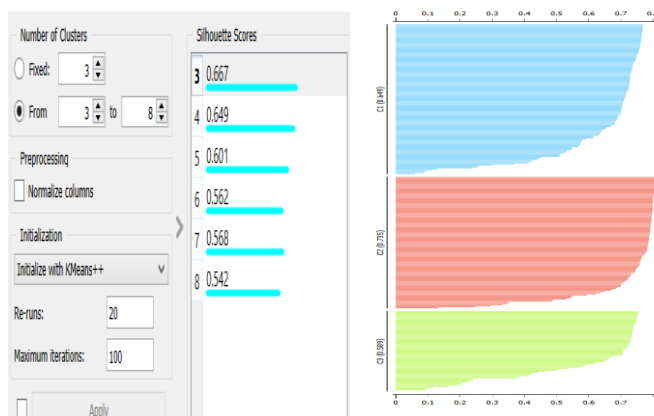 Number of Clusters
Fixed: 3
From 3 to 8
Preprocessing
Normalize columns
Initialization
Initialize with KMeans++
Re-runs: 20
Maximum iterations: 100
Apply
Silhouette Scores
3 0.667
4 0.649
5 0.601
6 0.562
7 0.568
8 0.542
0 0.1 0.2 0.3 0.4 0.5 0.6 0.7
C1 (0.649)
C2 (0.735)
C3 (0.589)
0 0.1 0.2 0.3 0.4 0.5 0.6 0.7